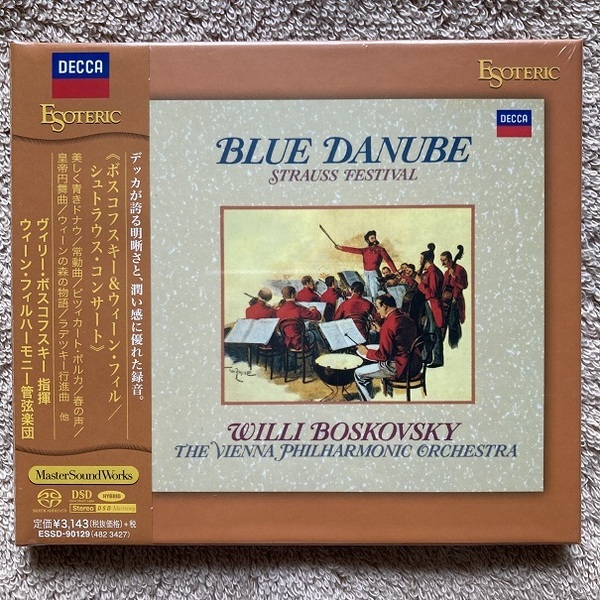 DECCA
ESOTERIC
デッカが誇る明晰さと、潤い感に優れた録音。
《ボスコフスキー&ウィーン・フィル/
シュトラウス・コンサート》
美しく青きドナウ/常動曲/ピツィカート・ポルカ/春の声/
皇帝円舞曲/ウィーンの森の物語/ラデツキー行進曲 他
ヴィリー・ボスコフスキー 指揮
ウィーン・フィルハーモニー管弦楽団
MasterSoundWorks
SUPER AUDIO CD
DSD
HYBRID
Stereo
DSD Mastering
定価¥3,143(税抜価格)+税
ESSD-90129(482 3427)
ESOTERIC
DECCA
BLUE DANUBE
STRAUSS FESTIVAL
WILLI BOSKOVSKY
THE VIENNA PHILHARMONIC ORCHESTRA